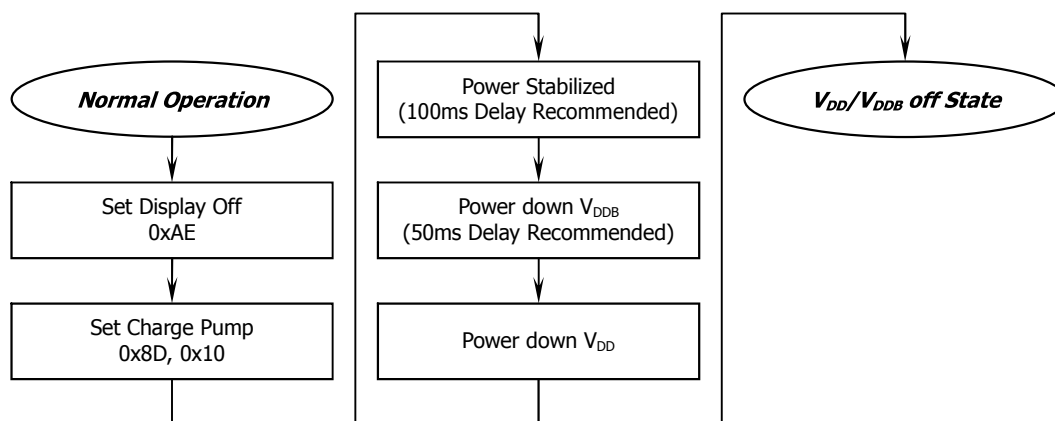 Normal Operation
Set Display Off
0xAE
Set Charge Pump
0x8D, 0x10
Power Stabilized
(100ms Delay Recommended)
Power down VDDB
(50ms Delay Recommended)
Power down VDD
VDD/VDDB off State